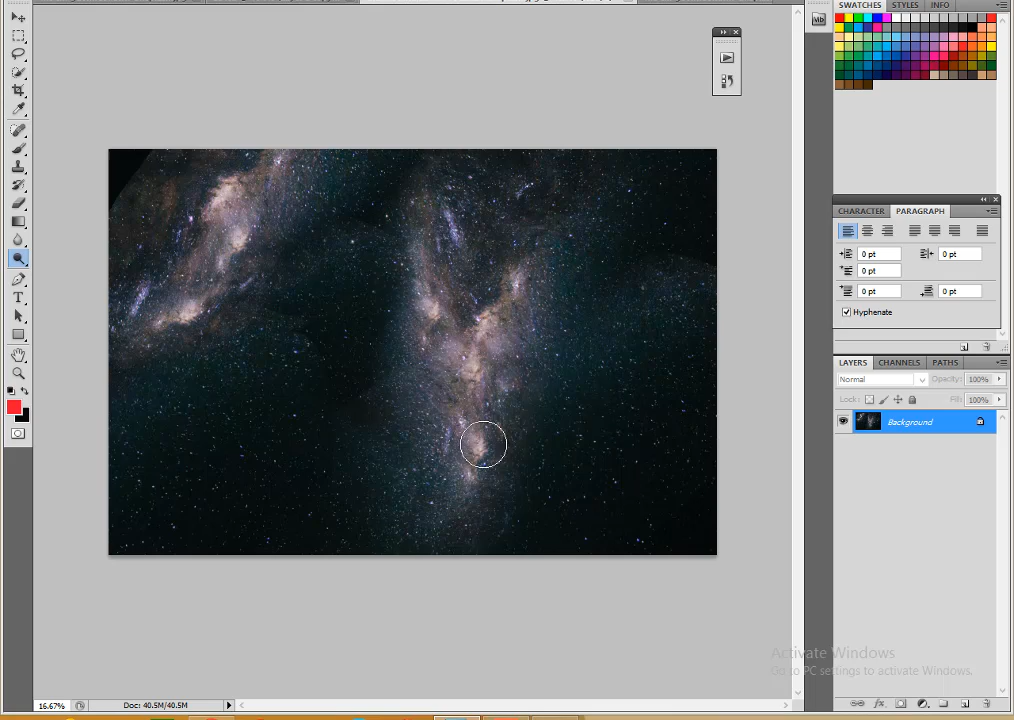 SWATCHES STYLES INFO
Mb
CHARACTER PARAGRAPH
0 pt 0 pt
0 pt
0 pt 0 pt
Hyphenate
LAYERS CHANNELS PATHS
Normal Opacity: 100%
Lock: Fill: 100%
Background
T
Activate Windows
Go to PC settings to activate Windows.
16.67% Doc: 40.5M/40.5M